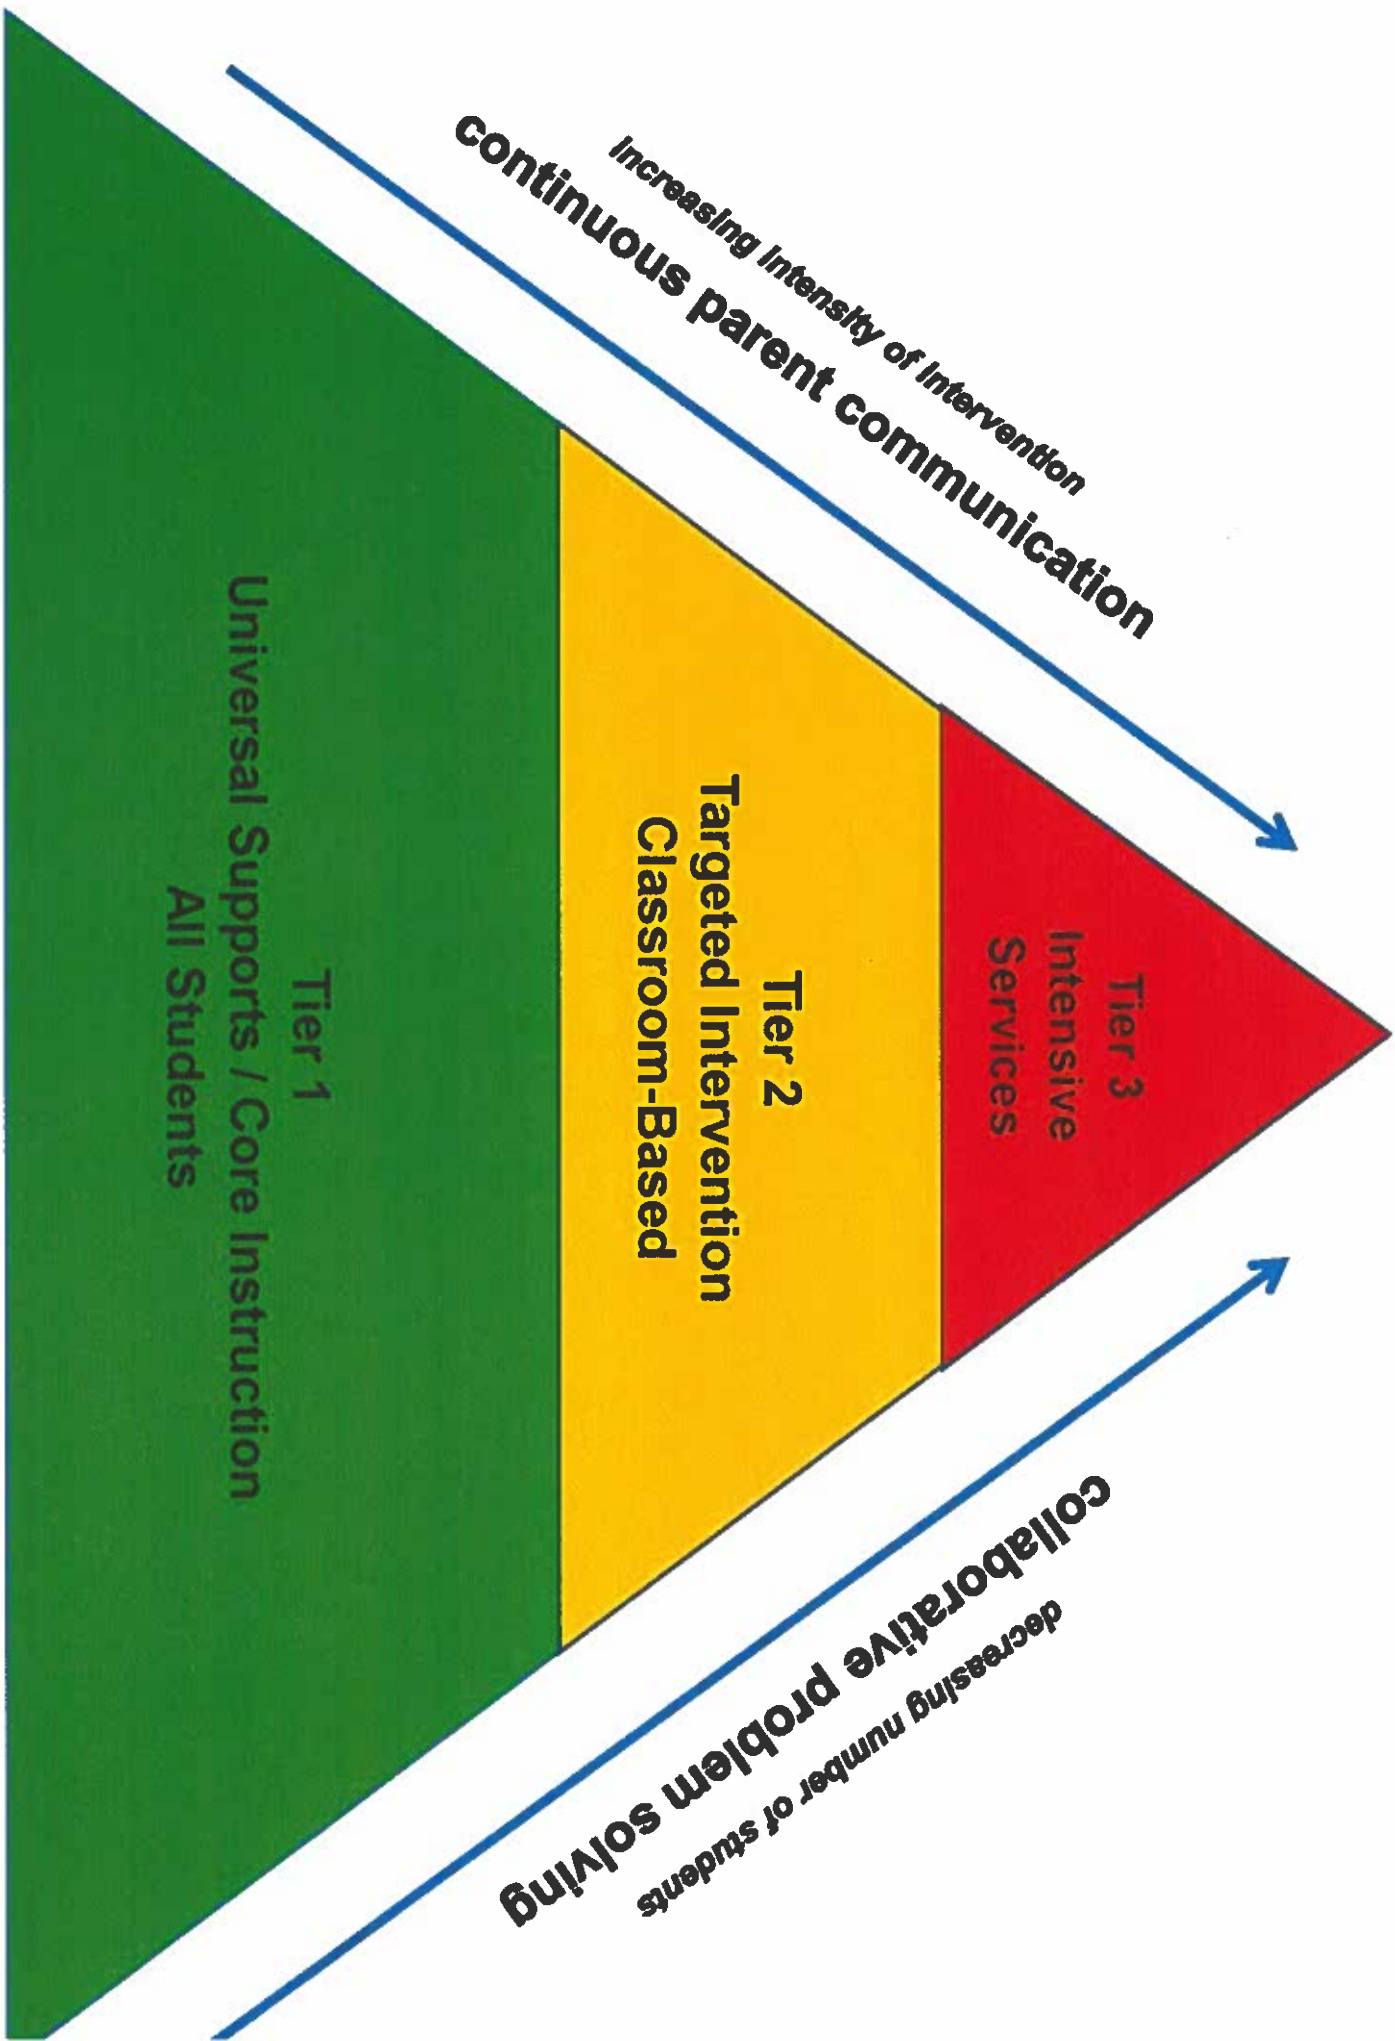 Increasing Intensity of Intervention
continuous parent communication
Tier 3
Intensive
Services
Tier 2
Targeted Intervention
Classroom-Based
Tier 1
Universal Supports / Core Instruction
All Students
collaborative problem solving
decreasing number of students